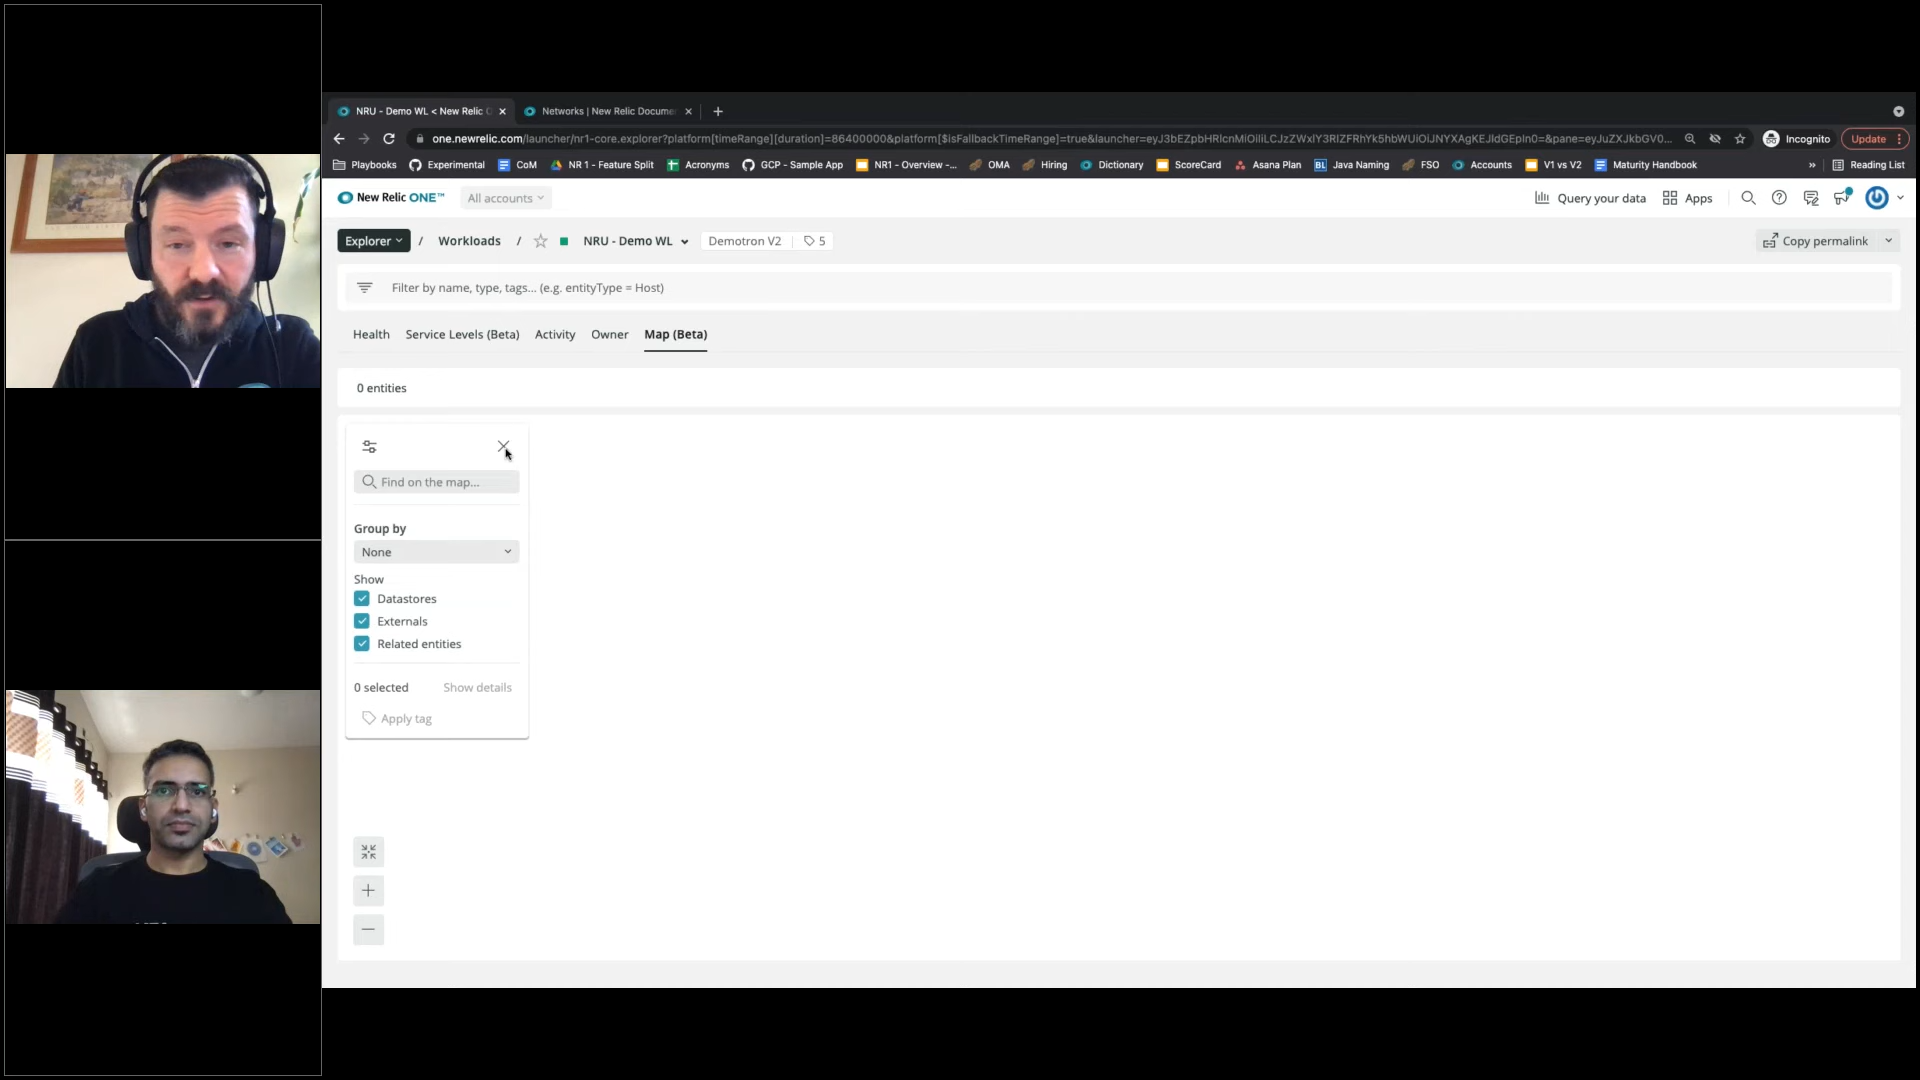 NRU - Demo WL < New Relic O
Networks | New Relic Documen
one.newrelic.com/launcher/nr1-core.explorer?platform[timeRange][duration]=86400000&platform[$isFallbackTimeRange]=true&launcher=
Incognito
Update
Playbooks
Experimental
CoM
NR 1 - Feature Split
Acronyms
GCP - Sample App
NR1 - Overview -...
OMA
Hiring
Dictionary
ScoreCard
Asana Plan
BL Java Naming
FSO
Accounts
V1 vs V2
Maturity Handbook
»
Reading List
New Relic ONE™
All accounts
Query your data
Apps
Explorer / Workloads / NRU - Demo WL
Demotron V2
5
Copy permalink
Filter by name, type, tags... (e.g. entityType = Host)
Health
Service Levels (Beta)
Activity
Owner
Map (Beta)
0 entities
Find on the map...
Group by
None
Show
Datastores
Externals
Related entities
0 selected
Show details
Apply tag